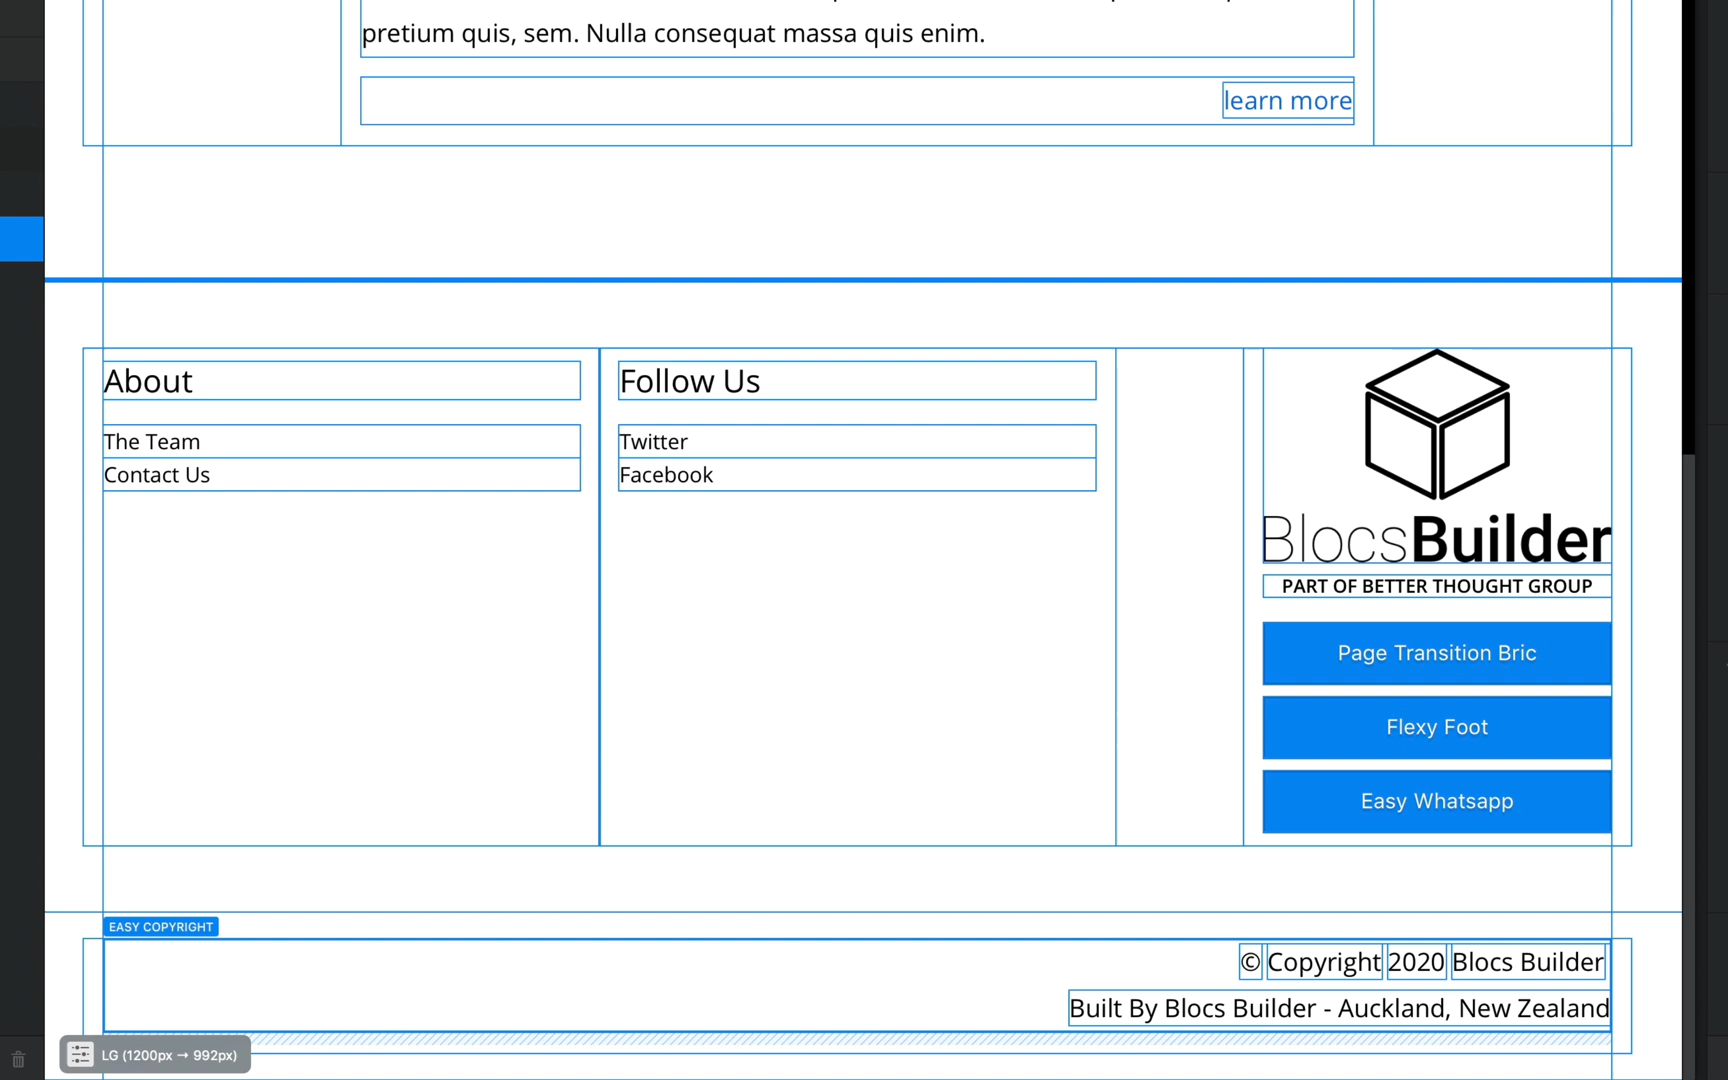 pretium quis, sem. Nulla consequat massa quis enim.
learn more
About
The Team
Contact Us
Follow Us
Twitter
Facebook
BlocsBuilder
PART OF BETTER THOUGHT GROUP
Page Transition Bric
Flexy Foot
Easy Whatsapp
EASY COPYRIGHT
© Copyright 2020 Blocs Builder
Built By Blocs Builder - Auckland, New Zealand
LG (1200px → 992px)